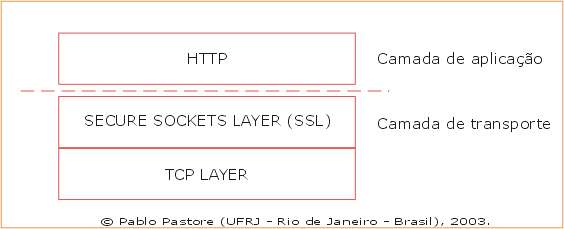 HTTP
Camada de aplicação
SECURE SOCKETS LAYER (SSL)
Camada de transporte
TCP LAYER
© Pablo Pastore (UFRJ - Rio de Janeiro - Brasil), 2003.